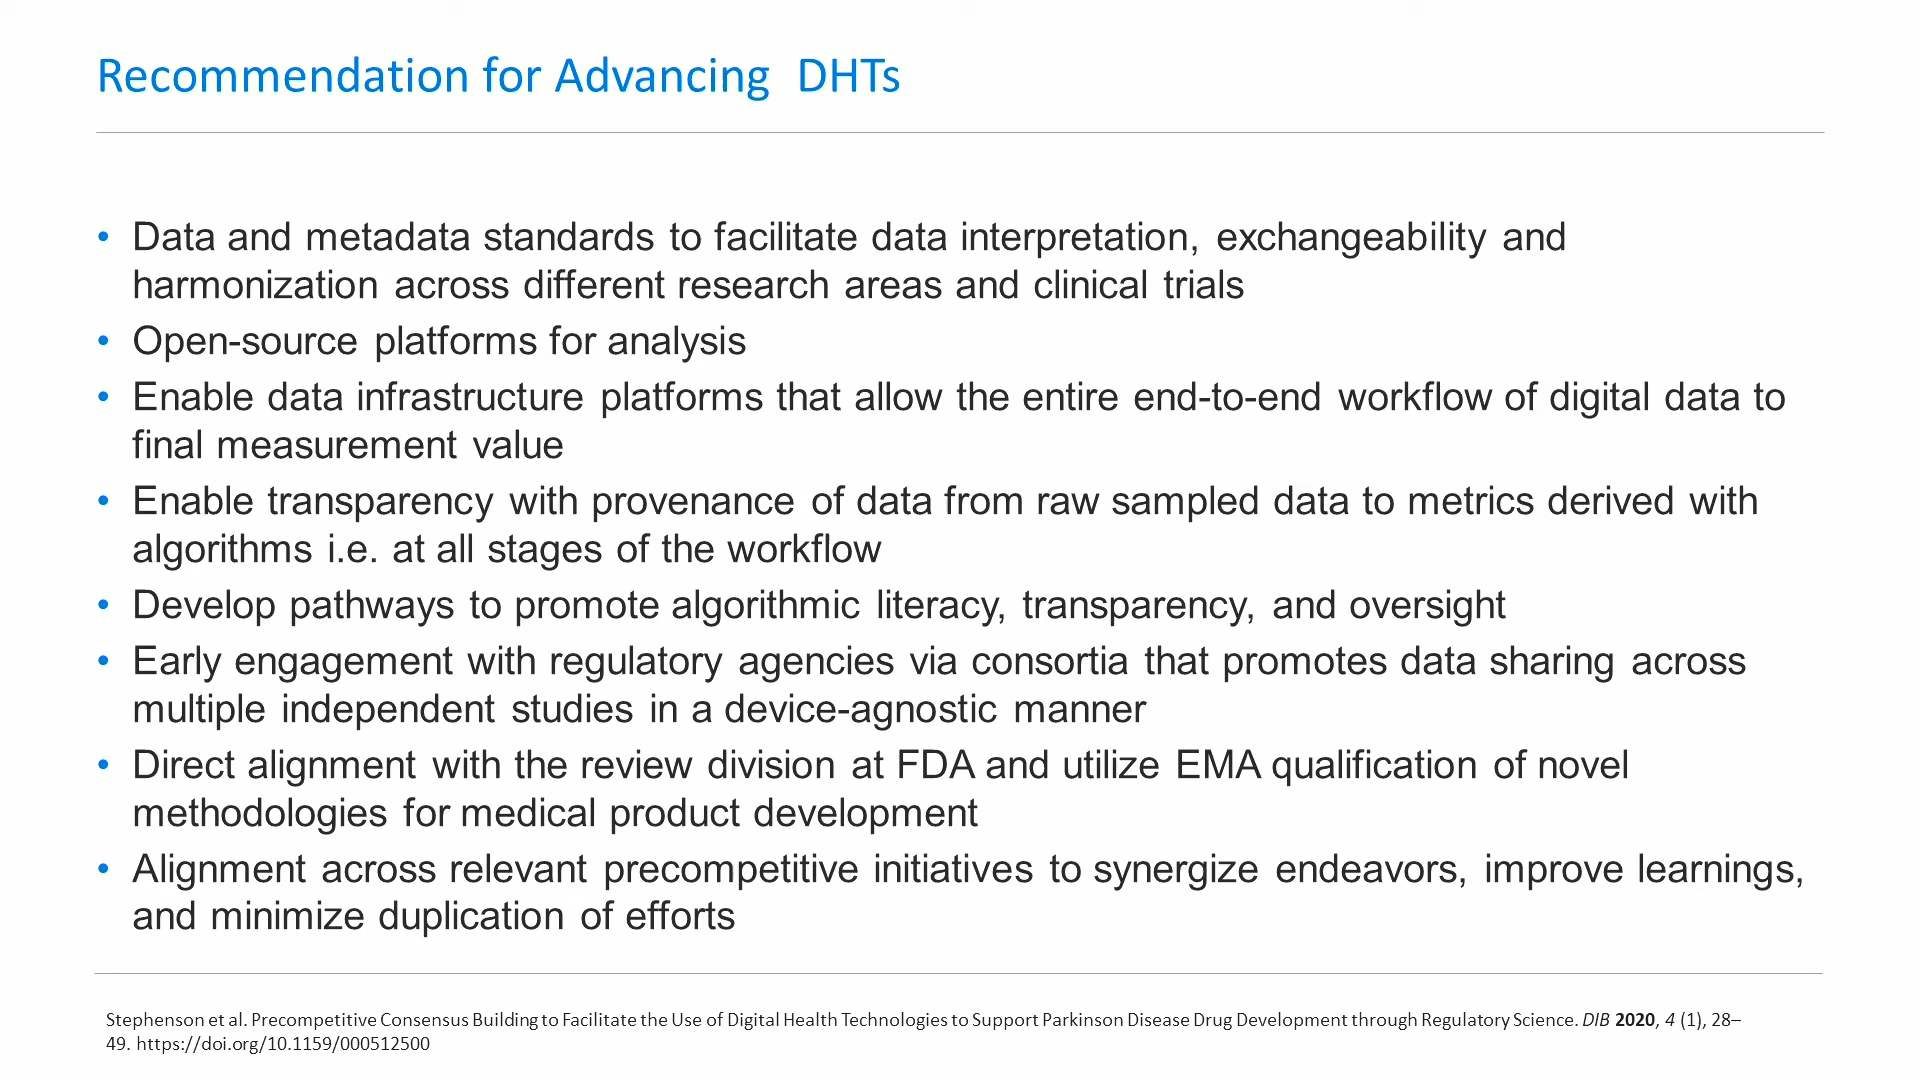 Recommendation for Advancing DHTs
• Data and metadata standards to facilitate data interpretation, exchangeability and
harmonization across different research areas and clinical trials
• Open-source platforms for analysis
• Enable data infrastructure platforms that allow the entire end-to-end workflow of digital data to
final measurement value
• Enable transparency with provenance of data from raw sampled data to metrics derived with
algorithms i.e. at all stages of the workflow
• Develop pathways to promote algorithmic literacy, transparency, and oversight
• Early engagement with regulatory agencies via consortia that promotes data sharing across
multiple independent studies in a device-agnostic manner
• Direct alignment with the review division at FDA and utilize EMA qualification of novel
methodologies for medical product development
• Alignment across relevant precompetitive initiatives to synergize endeavors, improve learnings,
and minimize duplication of efforts
Stephenson et al. Precompetitive Consensus Building to Facilitate the Use of Digital Health Technologies to Support Parkinson Disease Drug Development through Regulatory Science. DIB 2020, 4 (1), 28–
49. https://doi.org/10.1159/000512500